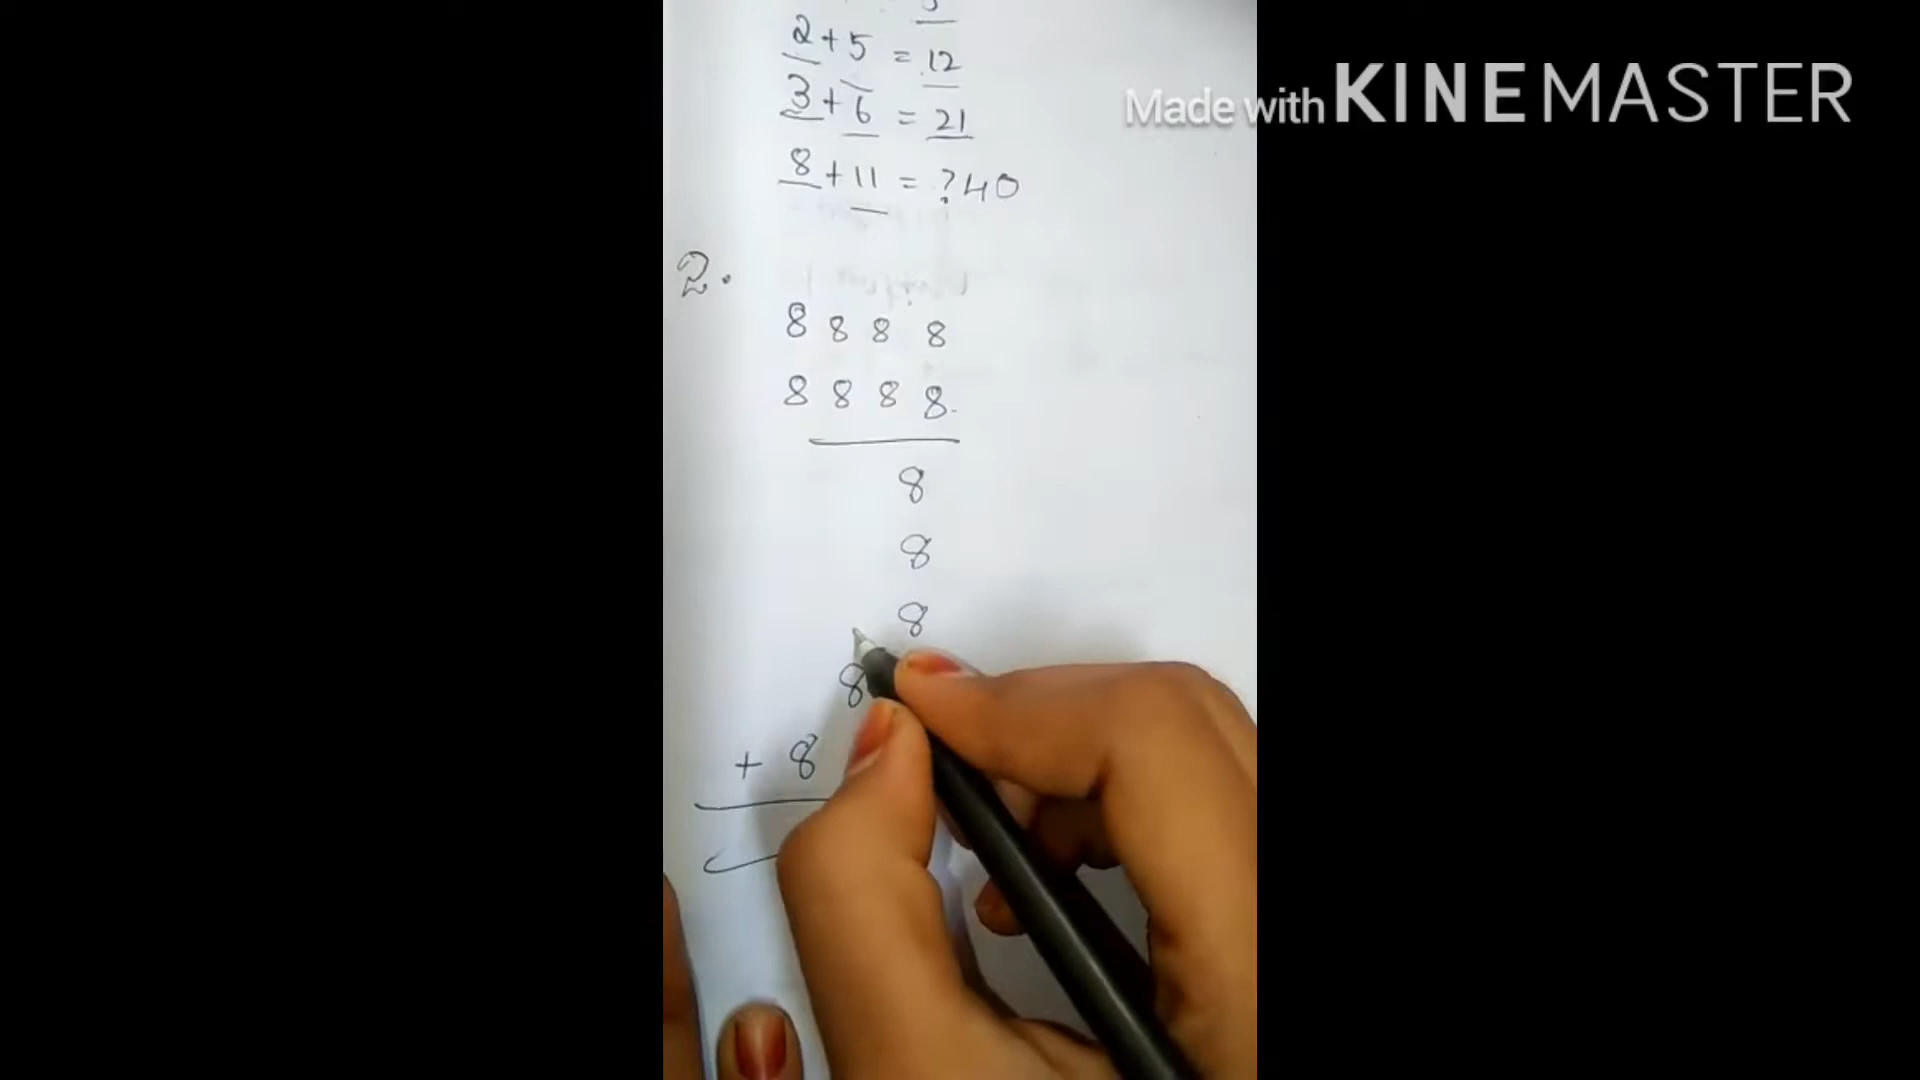 2+5 = 12
Made with KINEMASTER
3+6 = 21
8+11 = ?40
2.
8 8 8 8
8 8 8 8.
8
8
8
8
+ 8